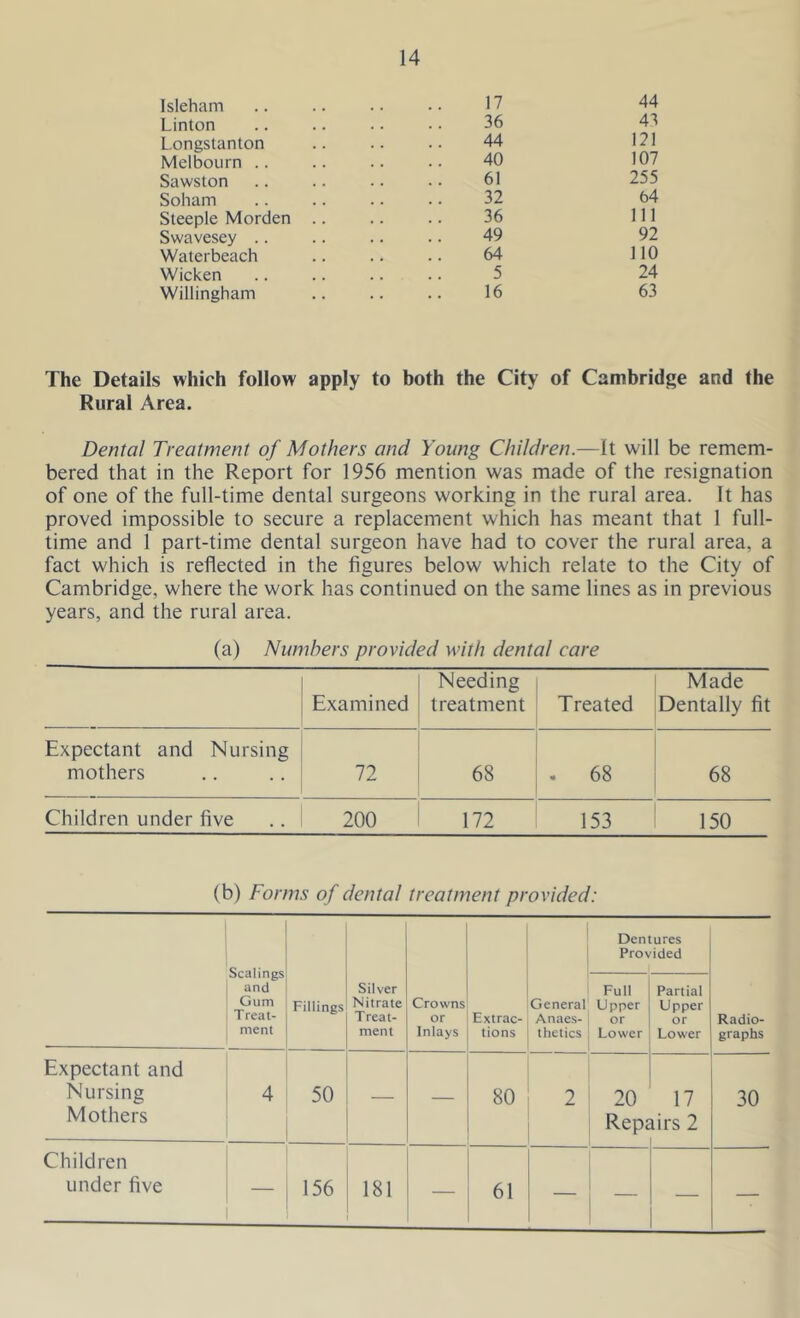 14
Isleham .. .. .. .. 17 44
Linton .. .. .. .. 36 43
Longstanton .. .. .. 44 121
Melbourn .. .. .. .. 40 107
Sawston .. .. .. .. 61 255
Soham .. .. .. .. 32 64
Steeple Morden .. .. .. 36 111
Swavesey .. .. .. .. 49 92
Waterbeach .. .. .. 64 110
Wicken .. .. .. .. 5 24
Willingham .. .. .. 16 63
The Details which follow apply to both the City of Cambridge and the
Rural Area.
Dental Treatment of Mothers and Young Children.—It will be remem-
bered that in the Report for 1956 mention was made of the resignation
of one of the full-time dental surgeons working in the rural area. It has
proved impossible to secure a replacement which has meant that 1 full-
time and 1 part-time dental surgeon have had to cover the rural area, a
fact which is reflected in the figures below which relate to the City of
Cambridge, where the work has continued on the same lines as in previous
years, and the rural area.
(a) Numbers provided with dental care
Examined Needing treatment Treated Made Dentally fit
Expectant and Nursing
mothers .. .. 72 68 . 68 68
Children under five .. 200 172 153 150
(b) Forms of dental treatment provided:
Scalings and Gum Treat-ment Fillings Silver Nitrate Treat-ment Crowns or Inlays Extrac-tions General Anaes-thetics Dentures Provided Full Upper or Lower Partial Upper or Lower Radio-graphs
Expectant and
Nursing 4 50 — — 80 2 20 17 30
Mothers Repairs 2
Children
under five — 156 181 — 61 — — — —